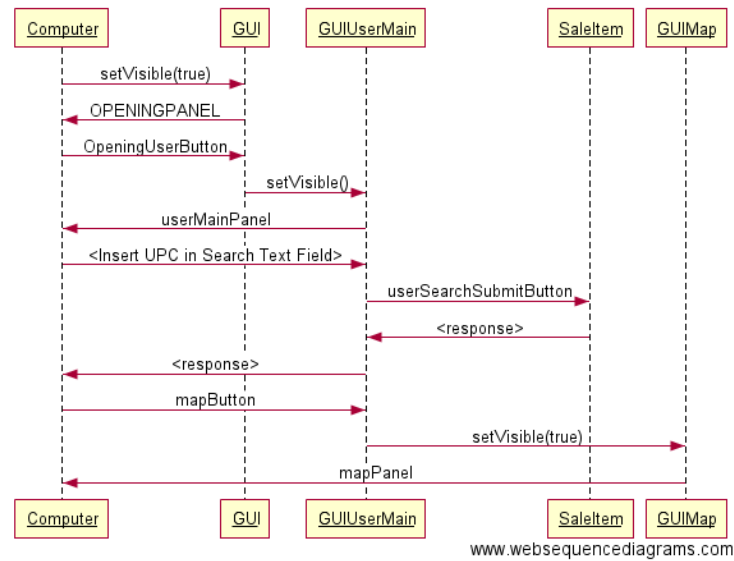 Computer GUI GUIUserMain SaleItem GUIMap
setVisible(true)
OPENINGPANEL
OpeningUserButton
setVisible()
userMainPanel
<Insert UPC in Search Text Field>
userSearchSubmitButton
<response>
<response>
mapButton
setVisible(true)
mapPanel
Computer GUI GUIUserMain SaleItem GUIMap
www.websequencediagrams.com